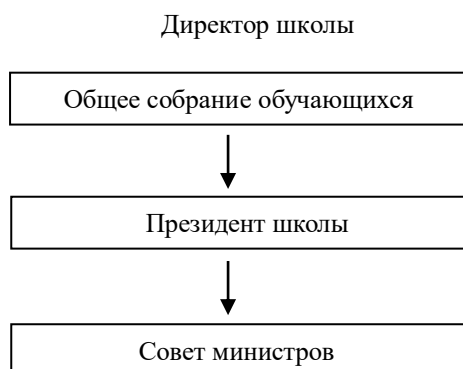 Директор школы
Общее собрание обучающихся
Президент школы
Совет министров